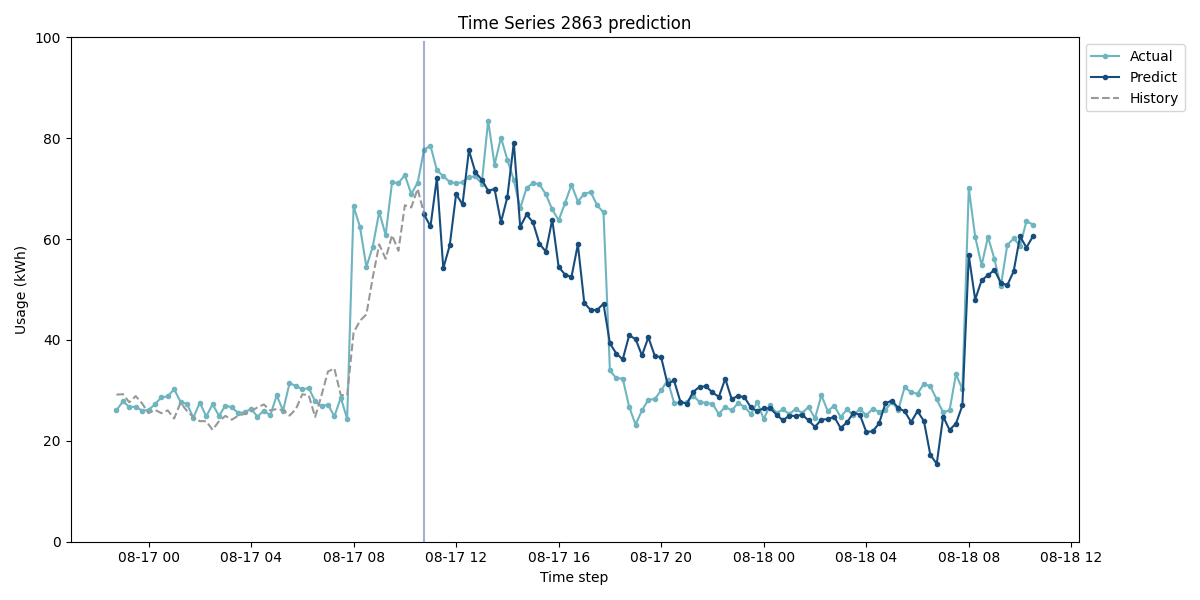 Time Series 2863 prediction
100
80
60
40
20
0
Usage (kWh)
08-17 00
08-17 04
08-17 08
08-17 12
08-17 16
08-17 20
08-18 00
08-18 04
08-18 08
08-18 12
Time step
Actual
Predict
History